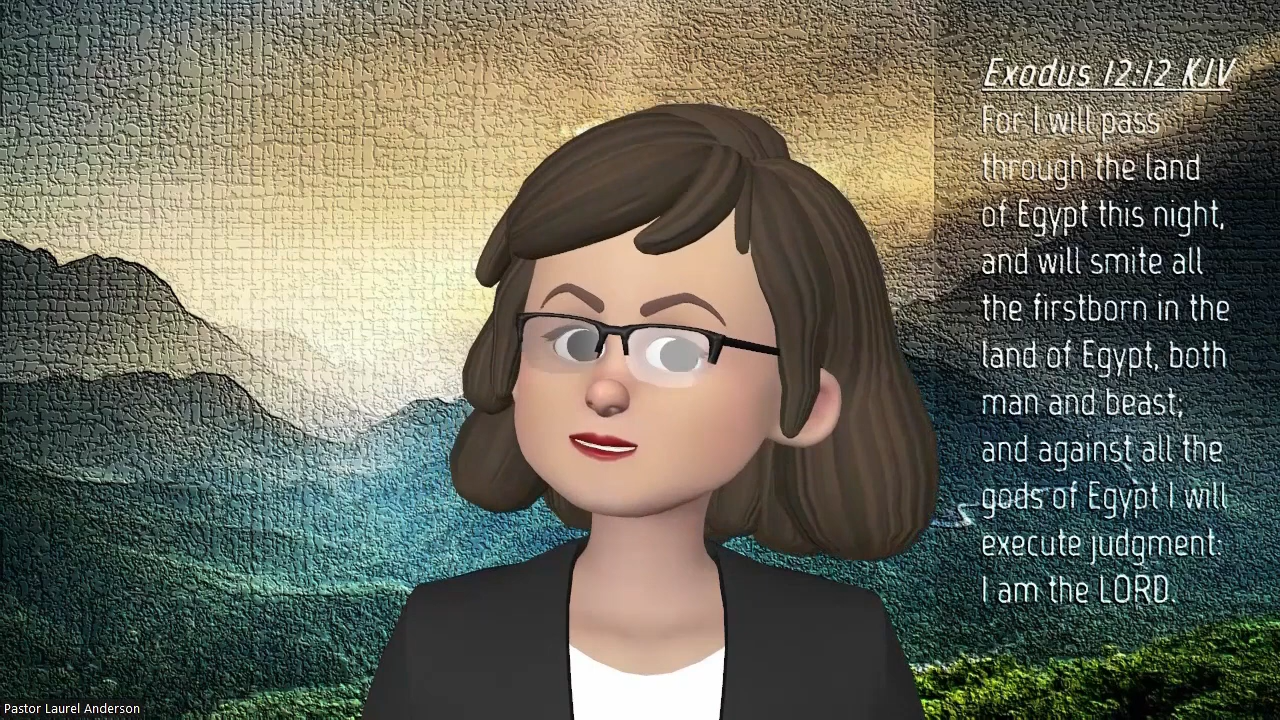 Exodus 12:12 KJV
For I will pass
through the land
of Egypt this night,
and will smite all
the firstborn in the
land of Egypt, both
man and beast;
and against all the
gods of Egypt I will
execute judgment:
I am the LORD.
Pastor Laurel Anderson